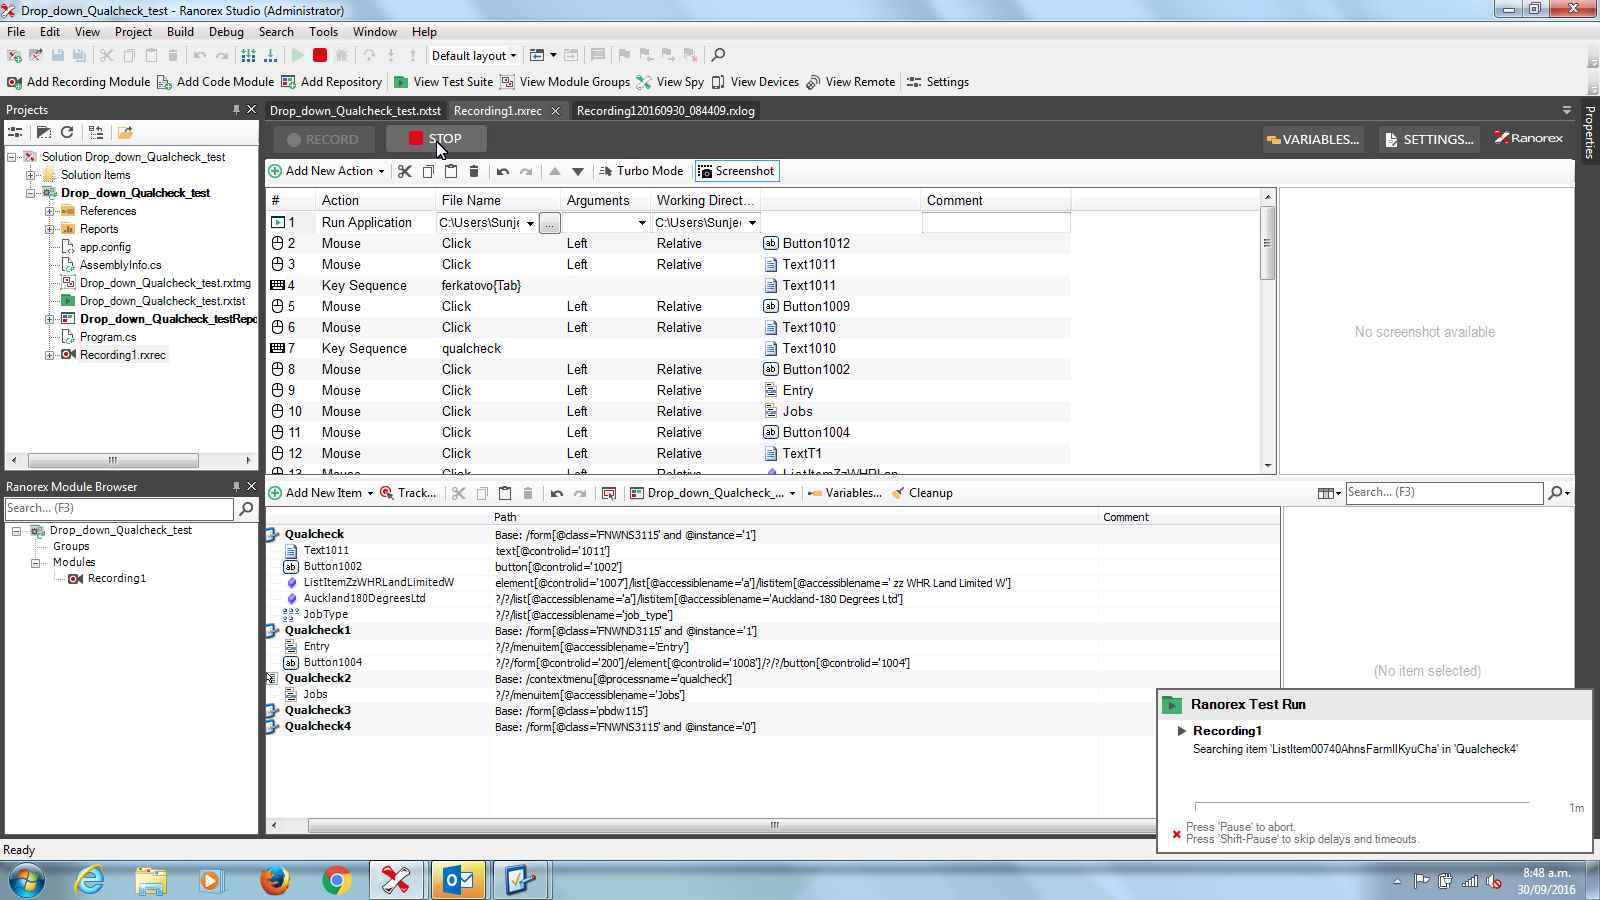 Drop_down_Qualcheck_test - Ranorex Studio (Administrator)
File Edit View Project Build Debug Search Tools Window Help
Default layout
Add Recording Module Add Code Module Add Repository View Test Suite View Module Groups View Spy View Devices View Remote Settings
Projects
Drop_down_Qualcheck_test.rxtst Recording1.rxrec Recording120160930_084409.rxlog
Properties
RECORD STOP VARIABLES... SETTINGS... Ranorex
Solution Drop_down_Qualcheck_test
Solution Items
Drop_down_Qualcheck_test
References
Reports
app.config
AssemblyInfo.cs
Drop_down_Qualcheck_test.rxtmg
Drop_down_Qualcheck_test.rxtst
Drop_down_Qualcheck_testRepo
Program.cs
Recording1.rxrec
Add New Action Turbo Mode Screenshot
# Action File Name Arguments Working Direct... Comment
1 Run Application C:\Users\Sunje ... C:\Users\Sunje
2 Mouse Click Left Relative Button1012
3 Mouse Click Left Relative Text1011
4 Key Sequence ferkatovo{Tab} Text1011
5 Mouse Click Left Relative Button1009
6 Mouse Click Left Relative Text1010
7 Key Sequence qualcheck Text1010
8 Mouse Click Left Relative Button1002
9 Mouse Click Left Relative Entry
10 Mouse Click Left Relative Jobs
11 Mouse Click Left Relative Button1004
12 Mouse Click Left Relative TextT1
13 Mouse Click Left Relative ListItemZzWHRLan
No screenshot available
Ranorex Module Browser
Search... (F3)
Drop_down_Qualcheck_test
Groups
Modules
Recording1
Add New Item Track... Drop_down_Qualcheck_... Variables... Cleanup Search... (F3)
Path Comment
Qualcheck Base: /form[@class='FNWNS3115' and @instance='1']
Text1011 text[@controlid='1011']
Button1002 button[@controlid='1002']
ListItemZzWHRLandLimitedW element[@controlid='1007']/list[@accessiblename='a']/listitem[@accessiblename=' zz WHR Land Limited W']
Auckland180DegreesLtd ?/?/list[@accessiblename='a']/listitem[@accessiblename='Auckland-180 Degrees Ltd']
JobType ?/?/list[@accessiblename='job_type']
Qualcheck1 Base: /form[@class='FNWND3115' and @instance='1']
Entry ?/?/menuitem[@accessiblename='Entry']
Button1004 ?/?/form[@controlid='200']/element[@controlid='1008']/?/?/button[@controlid='1004']
Qualcheck2 Base: /contextmenu[@processname='qualcheck']
Jobs ?/?/menuitem[@accessiblename='Jobs']
Qualcheck3 Base: /form[@class='pbdw115']
Qualcheck4 Base: /form[@class='FNWNS3115' and @instance='0']
(No item selected)
Ranorex Test Run
Recording1
Searching item 'ListItem00740AhnsFarmIlKyuCha' in 'Qualcheck4'
1m
Press 'Pause' to abort.
Press 'Shift-Pause' to skip delays and timeouts.
Ready
8:48 a.m.
30/09/2016